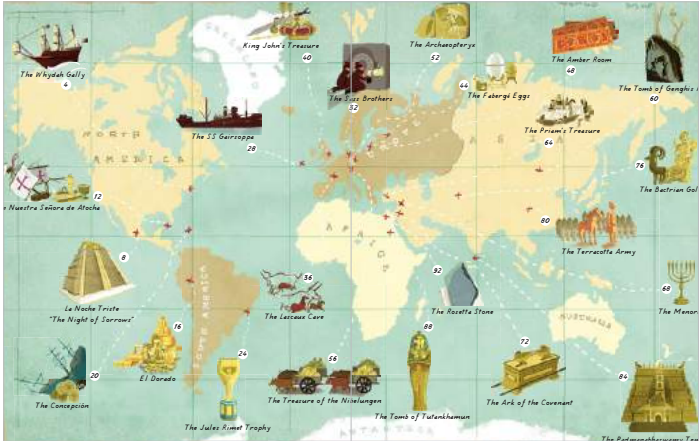 The Whydah Gally
4
King John's Treasure
40
The Archaeopteryx
52
The Amber Room
48
The Tomb of Genghis
60
The Suss Brothers
32
44
The Fabergé Eggs
The Priam's Treasure
64
GREENLAND
The SS Gairsoppa
28
NORTH
AMERICA
ASIA
76
The Bactrian Gol
Nuestra Señora de Atocha
12
8
La Noche Triste
"The Night of Sorrows"
AFRICA
80
The Terracotta Army
36
The Lascaux Cave
92
The Rosetta Stone
68
The Menor
SOUTH AMERICA
AUSTRALIA
16
El Dorado
20
The Concepción
24
The Jules Rimet Trophy
56
The Treasure of the Nibelungen
88
The Tomb of Tutankhamun
72
The Ark of the Covenant
84
ANTARCTICA